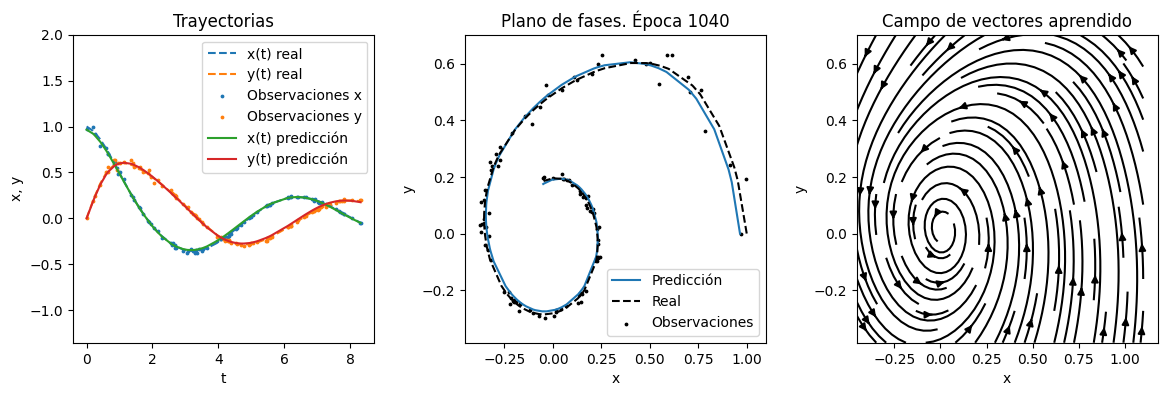 Trayectorias
2.0
1.5
1.0
0.5
0.0
−0.5
−1.0
x, y
0
2
4
6
8
t
x(t) real
y(t) real
Observaciones x
Observaciones y
x(t) predicción
y(t) predicción
Plano de fases. Época 1040
0.6
0.4
0.2
0.0
−0.2
y
−0.25
0.00
0.25
0.50
0.75
1.00
x
Predicción
Real
Observaciones
Campo de vectores aprendido
0.6
0.4
0.2
0.0
−0.2
y
−0.25
0.00
0.25
0.50
0.75
1.00
x